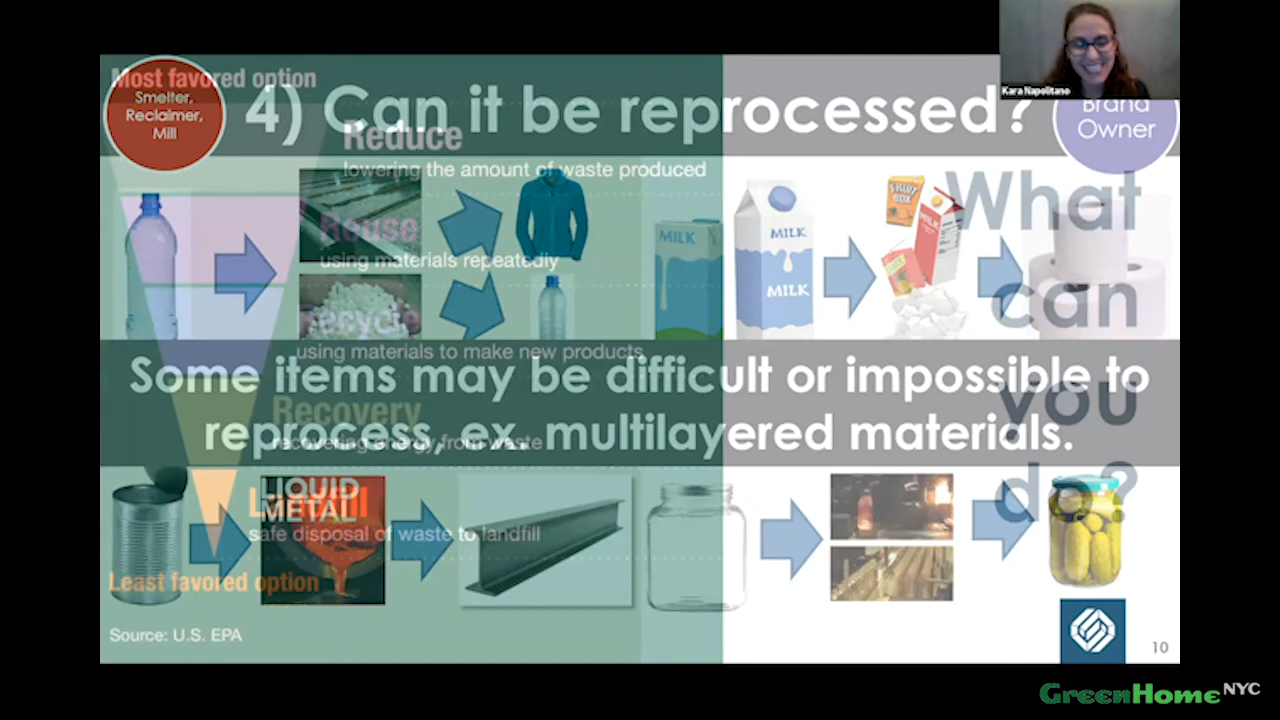 Kara Napolitano
Most favored option
Smelter,
Reclaimer,
Mill
4) Can it be reprocessed?
Brand
Owner
Reduce
lowering the amount of waste produced
Reuse
using materials repeatedly
recycle
using materials to make new products
MILK
MILK
MILK
FRUIT
BOX
What
can
you
do?
Some items may be difficult or impossible to
reprocess, ex. multilayered materials.
Recovery
recovering energy from waste
LIQUID
METAL
Landfill
safe disposal of waste to landfill
Least favored option
Source: U.S. EPA
10
GreenHomeNYC